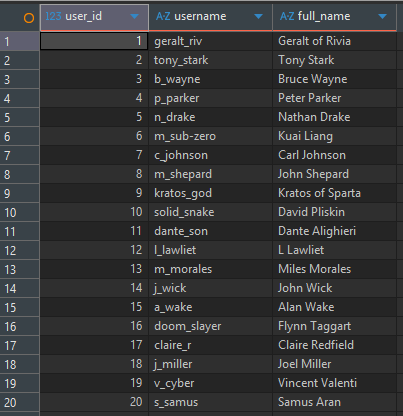 123 user_id A-Z username A-Z full_name
1 1 geralt_riv Geralt of Rivia
2 2 tony_stark Tony Stark
3 3 b_wayne Bruce Wayne
4 4 p_parker Peter Parker
5 5 n_drake Nathan Drake
6 6 m_sub-zero Kuai Liang
7 7 c_johnson Carl Johnson
8 8 m_shepard John Shepard
9 9 kratos_god Kratos of Sparta
10 10 solid_snake David Pliskin
11 11 dante_son Dante Alighieri
12 12 l_lawliet L Lawliet
13 13 m_morales Miles Morales
14 14 j_wick John Wick
15 15 a_wake Alan Wake
16 16 doom_slayer Flynn Taggart
17 17 claire_r Claire Redfield
18 18 j_miller Joel Miller
19 19 v_cyber Vincent Valenti
20 20 s_samus Samus Aran